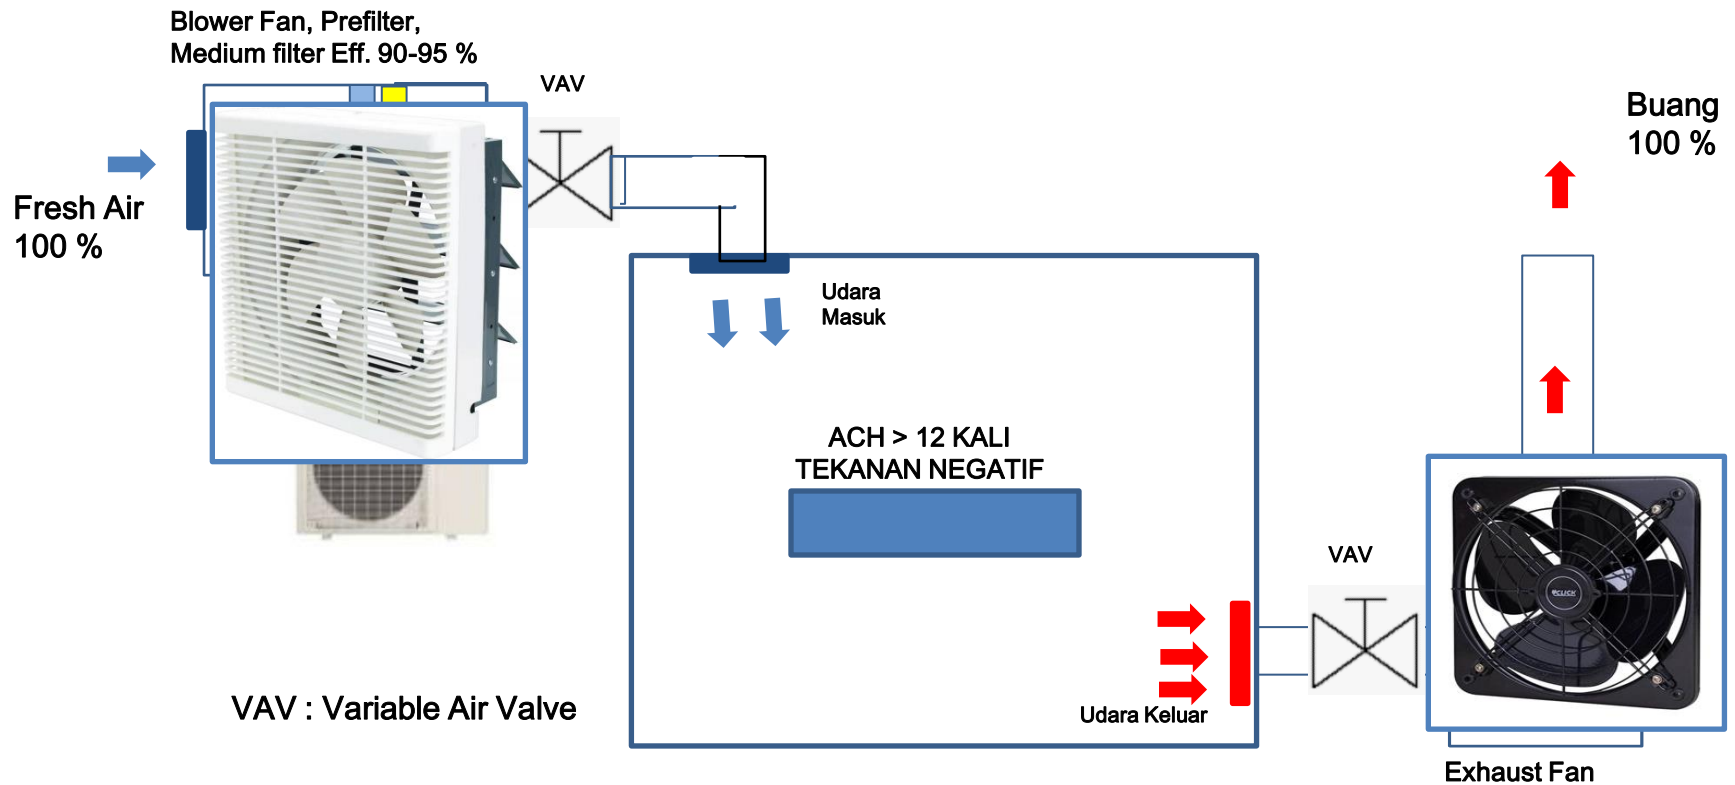 Blower Fan, Prefilter,
Medium filter Eff. 90-95 %
VAV
Buang
100 %
Fresh Air
100 %
Udara
Masuk
ACH > 12 KALI
TEKANAN NEGATIF
VAV
CLICK
Udara Keluar
VAV : Variable Air Valve
Exhaust Fan